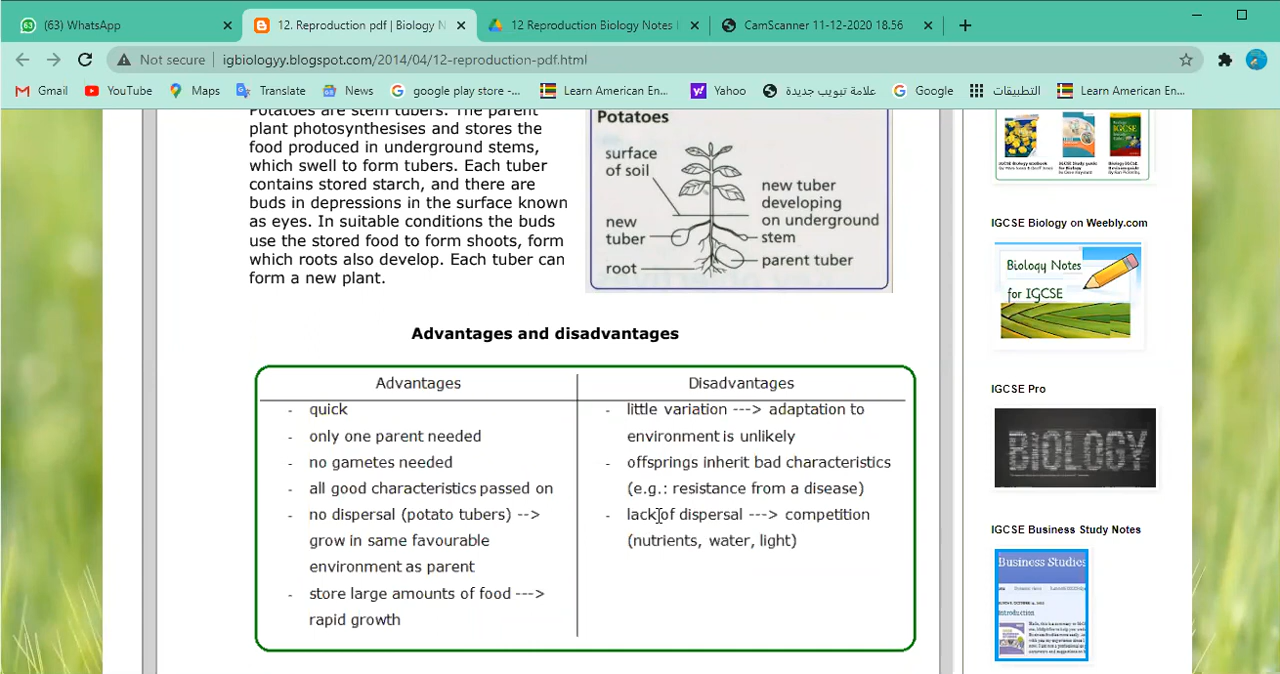 (63) WhatsApp
12. Reproduction pdf | Biology N
12 Reproduction Biology Notes I
CamScanner 11-12-2020 18.56
Not secure
igbiologyy.blogspot.com/2014/04/12-reproduction-pdf.html
Gmail
YouTube
Maps
Translate
News
google play store -...
Learn American En...
Yahoo
علامة تبويب جديدة
Google
التطبيقات
Learn American En...
Potatoes are stem tubers. The parent
plant photosynthesises and stores the
food produced in underground stems,
which swell to form tubers. Each tuber
contains stored starch, and there are
buds in depressions in the surface known
as eyes. In suitable conditions the buds
use the stored food to form shoots, form
which roots also develop. Each tuber can
form a new plant.
Potatoes
surface
of soil
new
tuber
root
new tuber
developing
on underground
stem
parent tuber
Advantages and disadvantages
Advantages
- quick
- only one parent needed
- no gametes needed
- all good characteristics passed on
- no dispersal (potato tubers) -->
grow in same favourable
environment as parent
- store large amounts of food --->
rapid growth
Disadvantages
- little variation ---> adaptation to
environment is unlikely
- offsprings inherit bad characteristics
(e.g.: resistance from a disease)
- lack of dispersal ---> competition
(nutrients, water, light)
IGCSE Biology on Weebly.com
Biology Notes
for IGCSE
IGCSE Pro
BIOLOGY
IGCSE Business Study Notes
Business Studies
Introduction